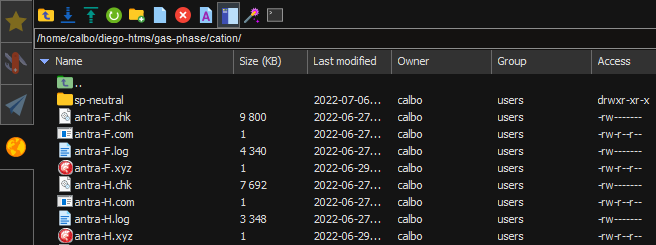 /home/calbo/diego-htms/gas-phase/cation/
Name Size (KB) Last modified Owner Group Access
..
sp-neutral 2022-07-06... calbo users drwxr-xr-x
antra-F.chk 9 800 2022-06-27... calbo users -rw-------
antra-F.com 1 2022-06-27... calbo users -rw-r--r--
antra-F.log 4 340 2022-06-27... calbo users -rw-------
antra-F.xyz 1 2022-06-29... calbo users -rw-r--r--
antra-H.chk 7 692 2022-06-27... calbo users -rw-------
antra-H.com 1 2022-06-27... calbo users -rw-r--r--
antra-H.log 3 348 2022-06-27... calbo users -rw-------
antra-H.xyz 1 2022-06-29... calbo users -rw-r--r--